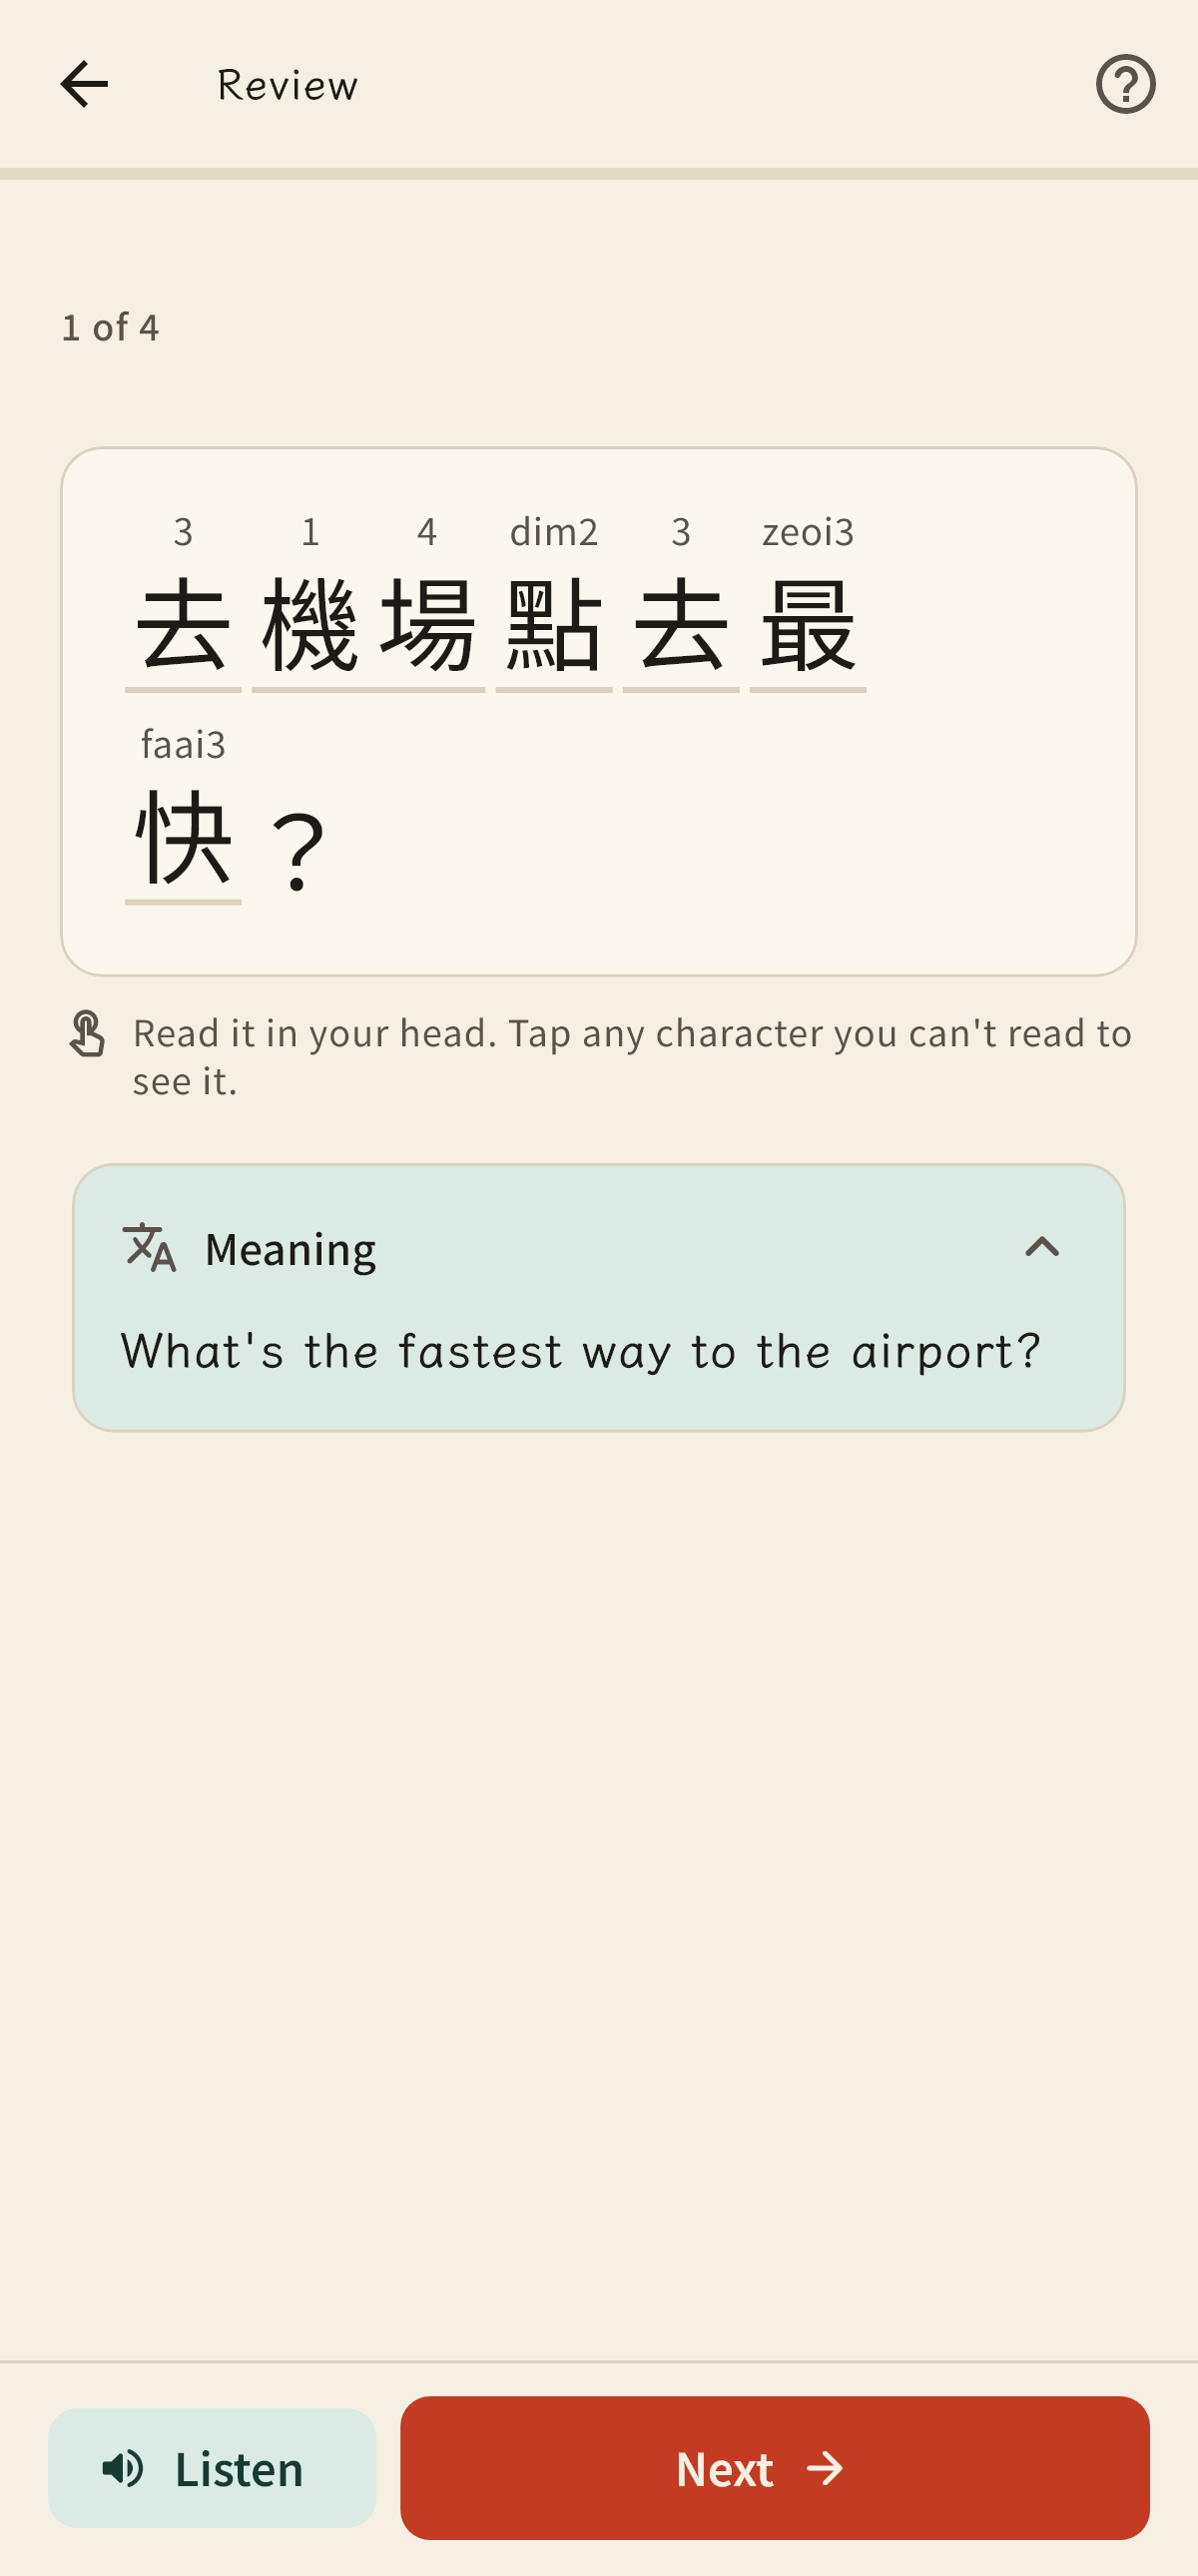 Review
1 of 4
3 1 4 dim2 3 zeoi3
去機場點去最
faai3
快？
Read it in your head. Tap any character you can't read to
see it.
Meaning
What's the fastest way to the airport?
Listen
Next